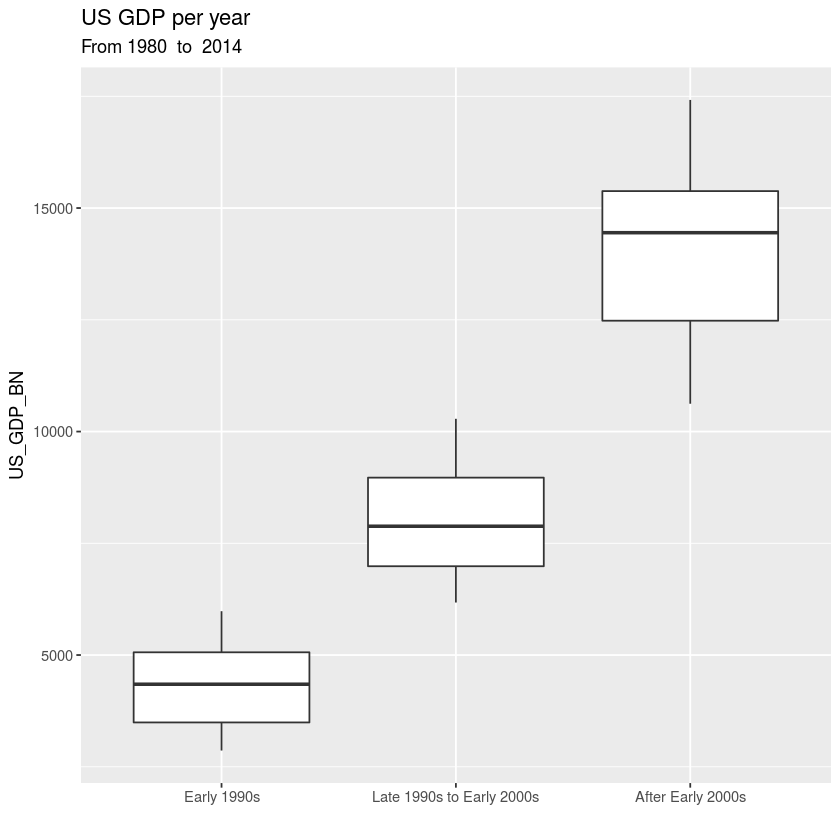 US GDP per year
From 1980  to  2014
US_GDP_BN
15000
10000
5000
Early 1990s
Late 1990s to Early 2000s
After Early 2000s